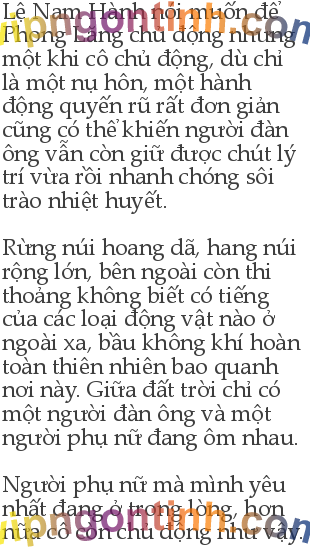 Lệ Nam Hành nói muốn để
Phong Lăng chủ động nhưng
một khi cô chủ động, dù chỉ
là một nụ hôn, một hành
động quyến rũ rất đơn giản
cũng có thể khiến người đàn
ông vẫn còn giữ được chút lý
trí vừa rồi nhanh chóng sôi
trào nhiệt huyết.
Rừng núi hoang dã, hang núi
rộng lớn, bên ngoài còn thi
thoảng không biết có tiếng
của các loại động vật nào ở
ngoài xa, bầu không khí hoàn
toàn thiên nhiên bao quanh
nơi này. Giữa đất trời chỉ có
một người đàn ông và một
người phụ nữ đang ôm nhau.
Người phụ nữ mà mình yêu
nhất đang ở trong lòng, hơn
nữa cô còn chủ động như vậy.